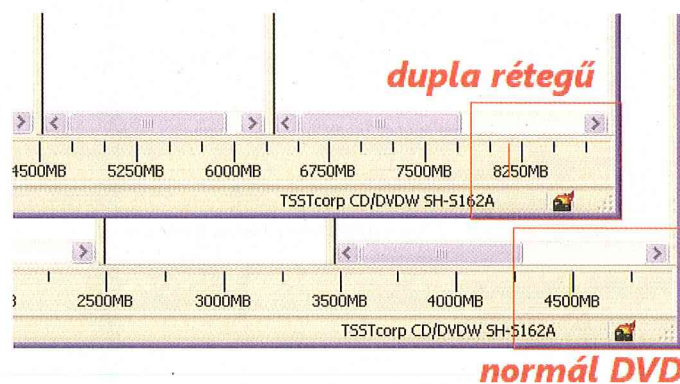 dupla rétegű
4500MB 5250MB 6000MB 6750MB 7500MB 8250MB
TSSTcorp CD/DVDW SH-S162A
2500MB 3000MB 3500MB 4000MB 4500MB
TSSTcorp CD/DVDW SH-S162A
normál DVD